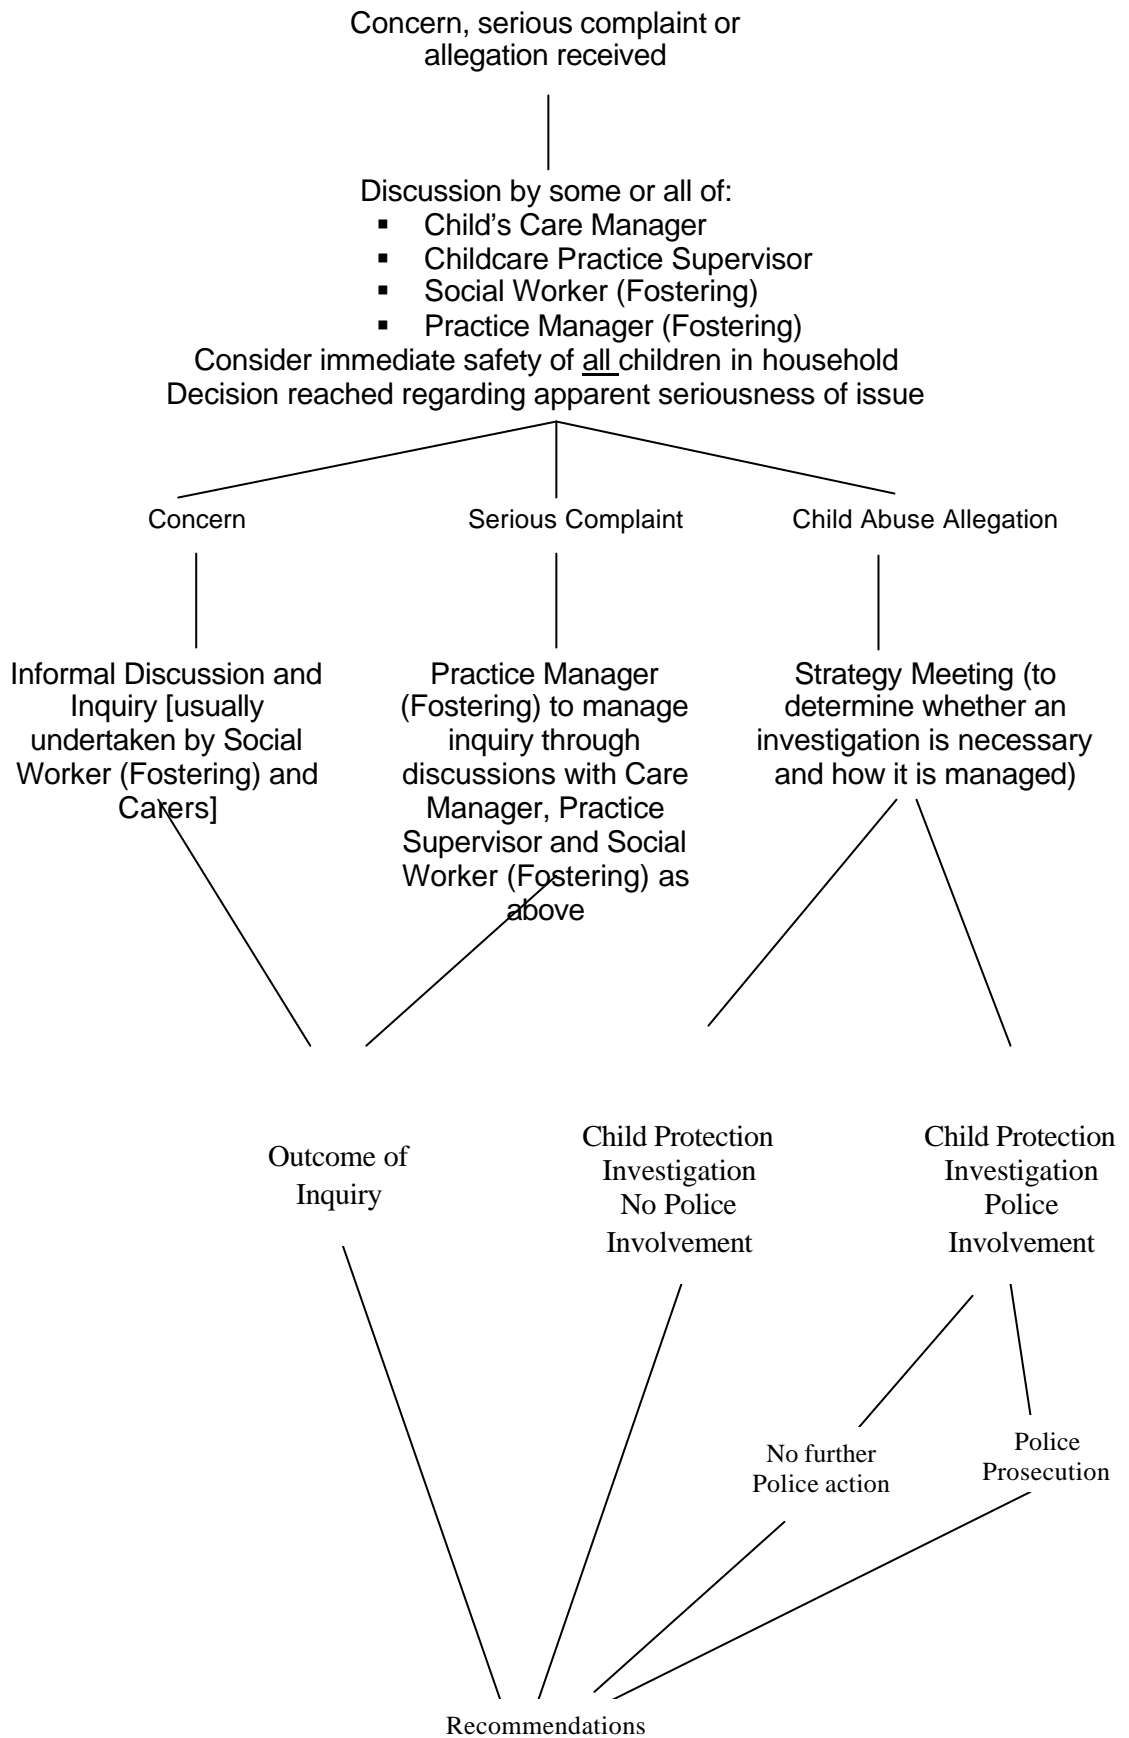 Concern, serious complaint or
allegation received
Discussion by some or all of:
▪ Child's Care Manager
▪ Childcare Practice Supervisor
▪ Social Worker (Fostering)
▪ Practice Manager (Fostering)
Consider immediate safety of all children in household
Decision reached regarding apparent seriousness of issue
Concern
Serious Complaint
Child Abuse Allegation
Informal Discussion and
Inquiry [usually
undertaken by Social
Worker (Fostering) and
Carers]
Practice Manager
(Fostering) to manage
inquiry through
discussions with Care
Manager, Practice
Supervisor and Social
Worker (Fostering) as
above
Strategy Meeting (to
determine whether an
investigation is necessary
and how it is managed)
Outcome of
Inquiry
Child Protection
Investigation
No Police
Involvement
Child Protection
Investigation
Police
Involvement
No further
Police action
Police
Prosecution
Recommendations